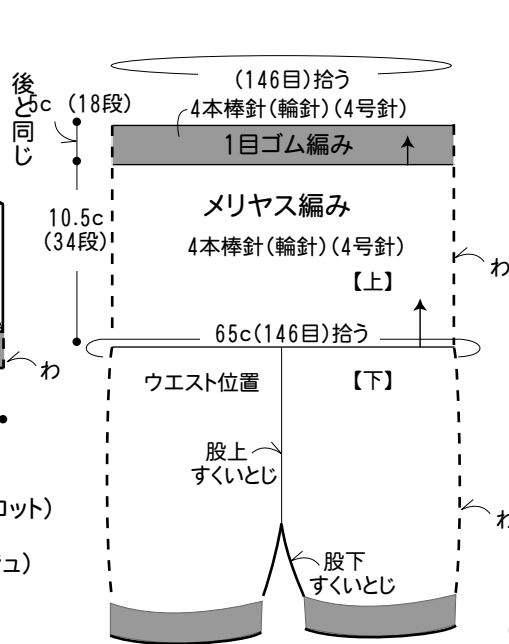 後と同じ
(146目)拾う
5c (18段)
4本棒針(輪針)(4号針)
1目ゴム編み
メリヤス編み
10.5c
(34段)
4本棒針(輪針)(4号針)
わ
【上】
65c(146目)拾う
わ
ウエスト位置
【下】
股上
すくいとじ
ロット)
わ
股下
すくいとじ